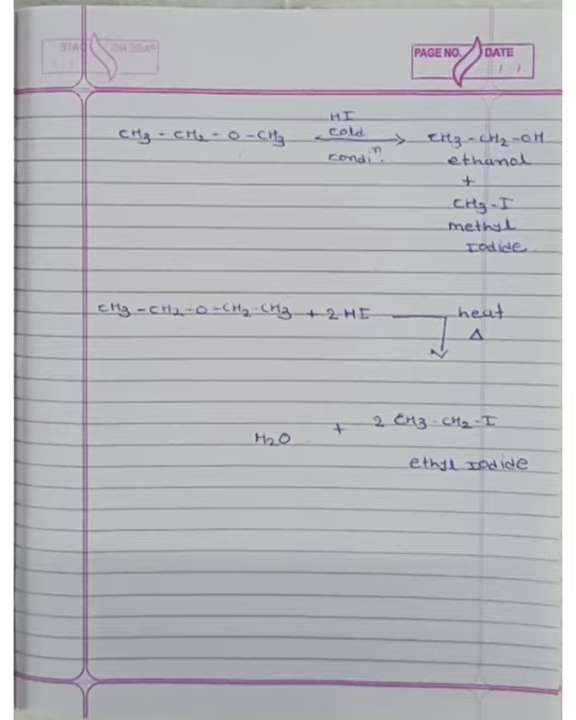 PAGE NO. DATE
/ /
HI
CH3 - CH2 - O - CH3 cold CH3 - CH2 - OH
condiⁿ. ethanol
+
CH3 - I
methyl
Iodide
CH3 - CH2 - O - CH2 - CH3 + 2 HI heat
Δ
H2O + 2 CH3 - CH2 - I
ethyl Iodide